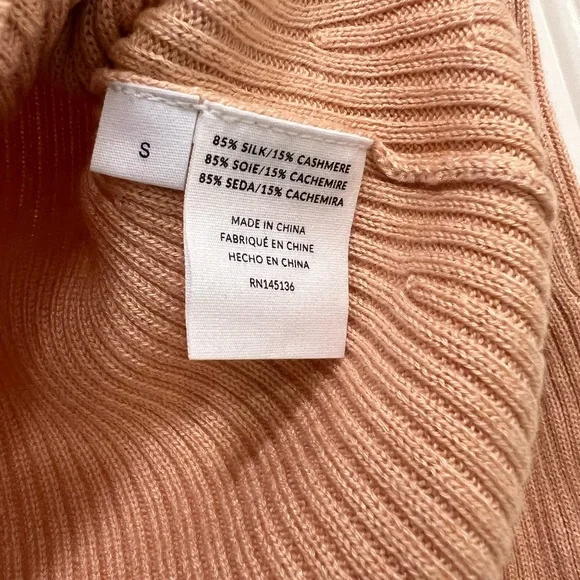 S
85% SILK/15% CASHMERE
85% SOIE/15% CACHEMIRE
85% SEDA/15% CACHEMIRA
MADE IN CHINA
FABRIQUÉ EN CHINE
HECHO EN CHINA
RN145136